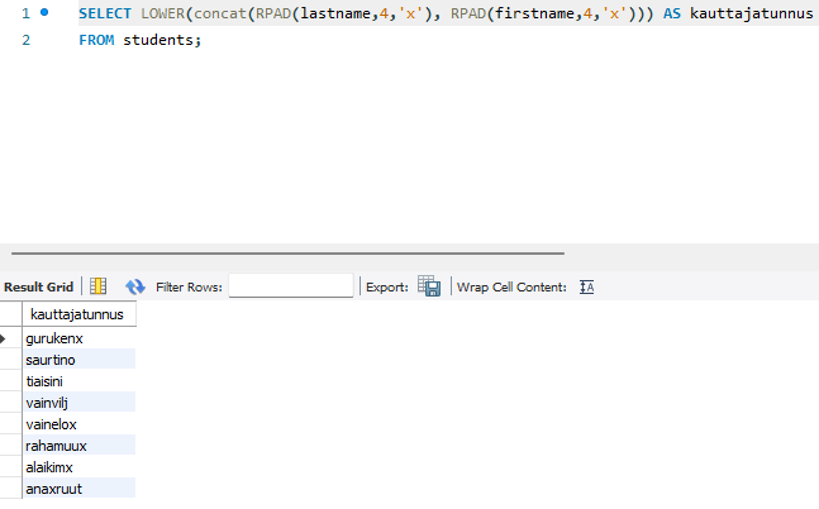 1 SELECT LOWER(concat(RPAD(lastname,4,'x'), RPAD(firstname,4,'x'))) AS kauttajatunnus
2 FROM students;
Result Grid Filter Rows: Export: Wrap Cell Content: IA
kauttajatunnus
gurukenx
saurtino
tiaisini
vainvilj
vainelox
rahamuux
alaikimx
anaxruut